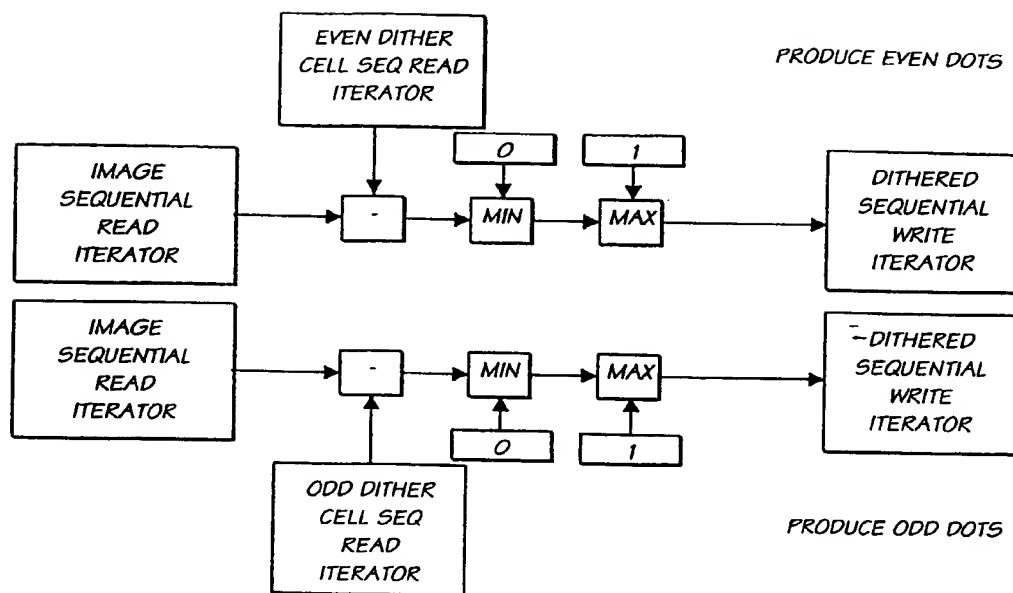 EVEN DITHER
CELL SEQ READ
ITERATOR
PRODUCE EVEN DOTS
0
1
IMAGE
SEQUENTIAL
READ
ITERATOR
-
MIN
MAX
DITHERED
SEQUENTIAL
WRITE
ITERATOR
IMAGE
SEQUENTIAL
READ
ITERATOR
-
MIN
MAX
DITHERED
SEQUENTIAL
WRITE
ITERATOR
0
1
ODD DITHER
CELL SEQ
READ
ITERATOR
PRODUCE ODD DOTS